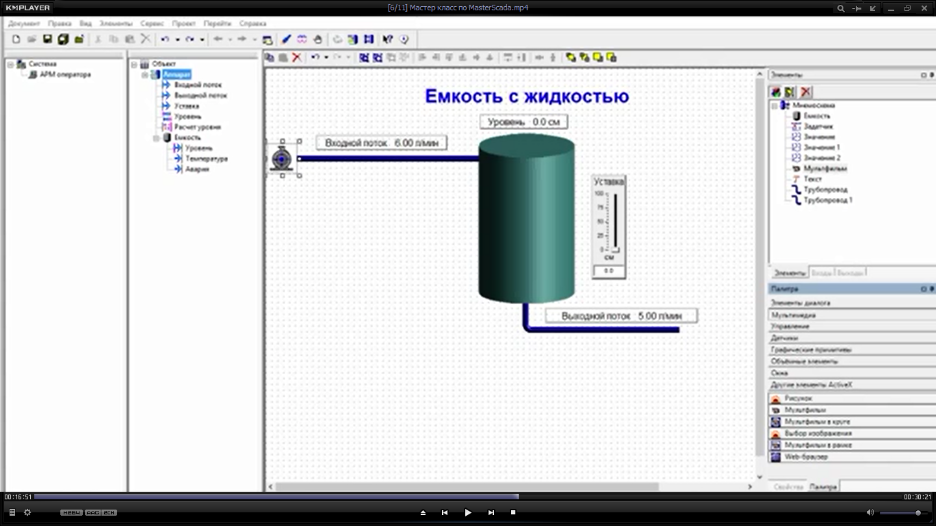 KMPLAYER
[6/11] Мастер класс по MasterScada.mp4
Документ Правка Вид Элементы Сервис Проект Перейти Справка
Система
АРМ оператора
Объект
Аппарат
Входной поток
Выходной поток
Уставка
Уровень
Расчет уровня
Емкость
Уровень
Температура
Авария
Емкость с жидкостью
Уровень 0.0 см
Входной поток 6.00 л/мин
Уставка
100
75
50
25
0
см
0.0
Выходной поток 5.00 л/мин
Элементы
Мнемосхема
Емкость
Задатчик
Значение
Значение 1
Значение 2
Мультфильм
Текст
Трубопровод
Трубопровод 1
Элементы Входы Выходы
Палитра
Элементы диалога
Мультимедиа
Управление
Датчики
Графические примитивы
Объёмные элементы
Окна
Другие элементы ActiveX
Рисунок
Мультфильм
Мультфильм в круге
Выбор изображения
Мультфильм в рамке
Web-браузер
Свойства Палитра
00:16:51
00:30:21